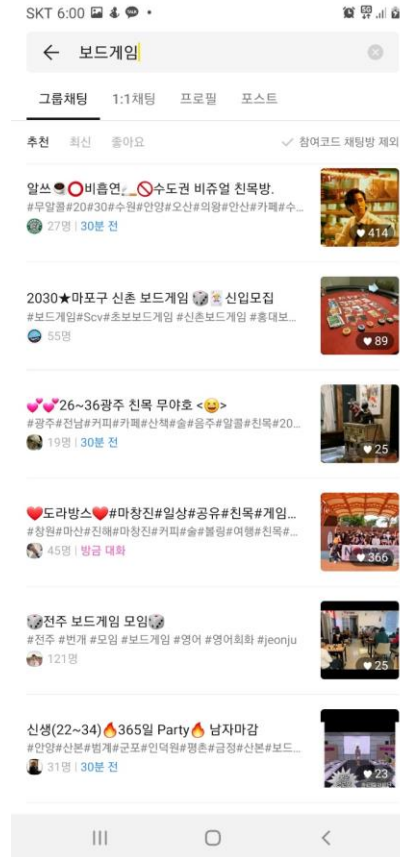 SKT 6:00
보드게임
그룹채팅 1:1채팅 프로필 포스트
추천 최신 좋아요 참여코드 채팅방 제외
알쓰☕⭕비흡연🚬🚫수도권 비쥬얼 친목방.
#무알콜#20#30#수원#안양#오산#의왕#안산#카페#수...
27명 | 30분 전
414
2030★마포구 신촌 보드게임 🎲🃏신입모집
#보드게임#Scv#초보보드게임 #신촌보드게임 #홍대보...
55명
89
💕💕26~36광주 친목 무야호 <😄>
#광주#전남#커피#카페#산책#술#음주#알콜#친목#20...
19명 | 30분 전
25
❤️도라방스❤️#마창진#일상#공유#친목#게임...
#창원#마산#진해#마창진#커피#술#볼링#여행#친목#...
45명 | 방금 대화
366
🎲전주 보드게임 모임🎲
#전주 #번개 #모임 #보드게임 #영어 #영어회화 #jeonju
121명
25
신생(22~34)🔥365일 Party🔥 남자마감
#안양#산본#범계#군포#인덕원#평촌#금정#산본#보드...
31명 | 30분 전
23